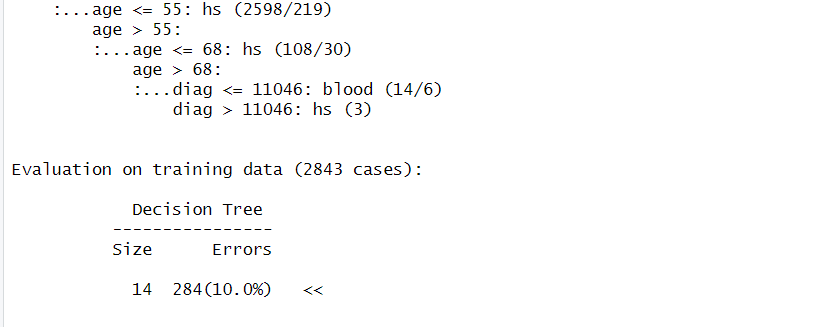 :...age <= 55: hs (2598/219)
age > 55:
:...age <= 68: hs (108/30)
age > 68:
:...diag <= 11046: blood (14/6)
diag > 11046: hs (3)
Evaluation on training data (2843 cases):
Decision Tree
----------------
Size Errors
14 284(10.0%) <<